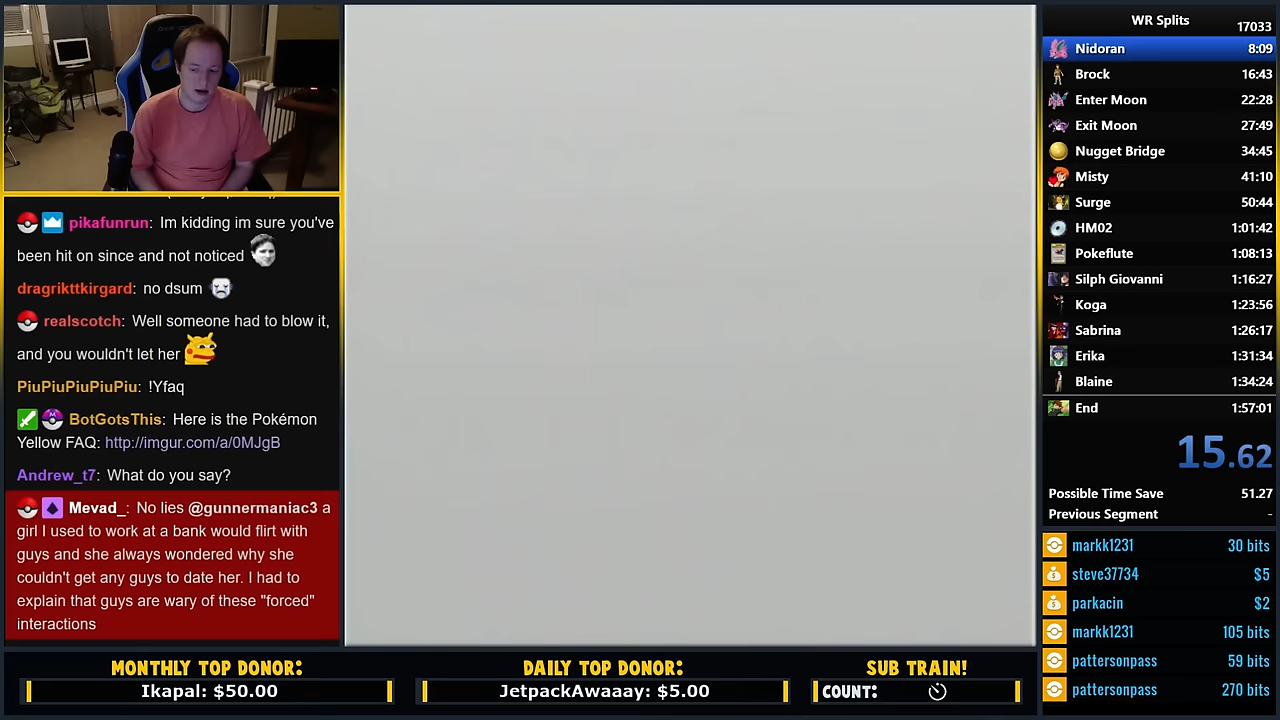 pikafunrun: Im kidding im sure you've
been hit on since and not noticed
dragrikttkirgard: no dsum
realscotch: Well someone had to blow it,
and you wouldn't let her
PiuPiuPiuPiuPiu: !Yfaq
BotGotsThis: Here is the Pokémon
Yellow FAQ: http://imgur.com/a/0MJgB
Andrew_t7: What do you say?
Mevad_: No lies @gunnermaniac3 a
girl I used to work at a bank would flirt with
guys and she always wondered why she
couldn't get any guys to date her. I had to
explain that guys are wary of these "forced"
interactions
WR Splits 17033
Nidoran 8:09
Brock 16:43
Enter Moon 22:28
Exit Moon 27:49
Nugget Bridge 34:45
Misty 41:10
Surge 50:44
HM02 1:01:42
Pokeflute 1:08:13
Silph Giovanni 1:16:27
Koga 1:23:56
Sabrina 1:26:17
Erika 1:31:34
Blaine 1:34:24
End 1:57:01
15.62
Possible Time Save 51.27
Previous Segment -
markk1231 30 bits
steve37734 $5
parkacin $2
markk1231 105 bits
pattersonpass 59 bits
pattersonpass 270 bits
MONTHLY TOP DONOR:
Ikapal: $50.00
DAILY TOP DONOR:
JetpackAwaaay: $5.00
SUB TRAIN!
COUNT: